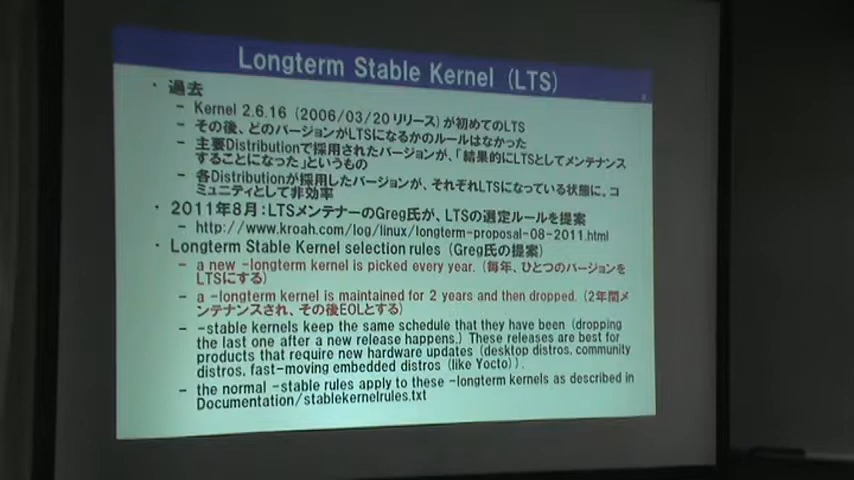 Longterm Stable Kernel (LTS)
・ 過去
– Kernel 2.6.16 (2006/03/20 リリース)が初めてのLTS
– その後、どのバージョンがLTSになるかのルールはなかった
– 主要Distributionで採用されたバージョンが、「結果的にLTSとしてメンテナンス
することになった」というもの
– 各Distributionが採用したバージョンが、それぞれLTSになっている状態に。コ
ミュニティとして非効率
・ 2011年8月:LTSメンテナーのGreg氏が、LTSの選定ルールを提案
– http://www.kroah.com/log/linux/longterm-proposal-08-2011.html
・ Longterm Stable Kernel selection rules (Greg氏の提案)
– a new -longterm kernel is picked every year. (毎年、ひとつのバージョンを
LTSにする)
– a -longterm kernel is maintained for 2 years and then dropped. (2年間メ
ンテナンスされ、その後EOLとする)
– -stable kernels keep the same schedule that they have been (dropping
the last one after a new release happens.) These releases are best for
products that require new hardware updates (desktop distros, community
distros, fast-moving embedded distros (like Yocto)).
– the normal -stable rules apply to these -longterm kernels as described in
Documentation/stablekernelrules.txt